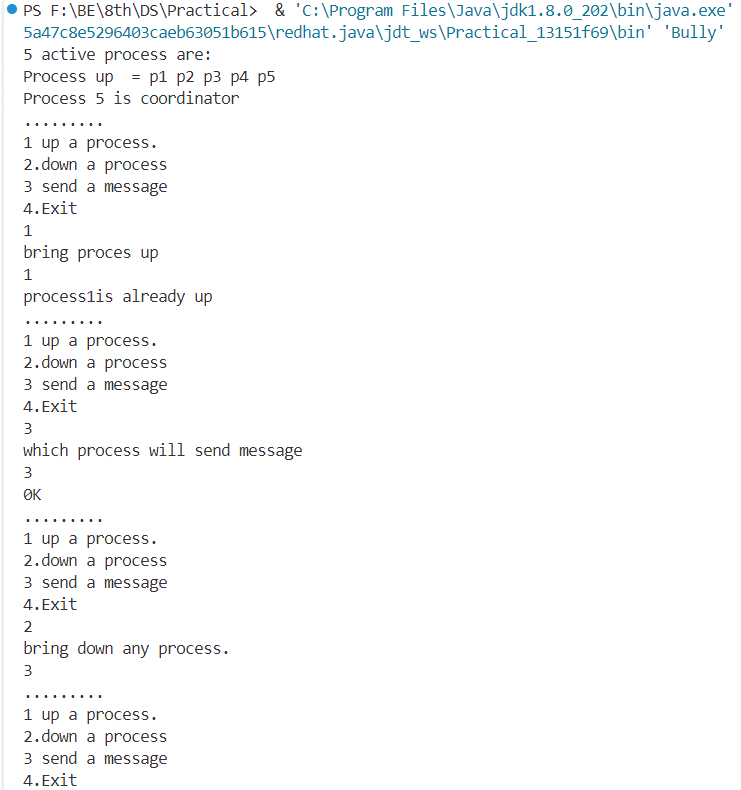 PS F:\BE\8th\DS\Practical>  & 'C:\Program Files\Java\jdk1.8.0_202\bin\java.exe'
5a47c8e5296403caeb63051b615\redhat.java\jdt_ws\Practical_13151f69\bin' 'Bully'
5 active process are:
Process up  = p1 p2 p3 p4 p5
Process 5 is coordinator
.........
1 up a process.
2.down a process
3 send a message
4.Exit
1
bring proces up
1
process1is already up
.........
1 up a process.
2.down a process
3 send a message
4.Exit
3
which process will send message
3
0K
.........
1 up a process.
2.down a process
3 send a message
4.Exit
2
bring down any process.
3
.........
1 up a process.
2.down a process
3 send a message
4.Exit